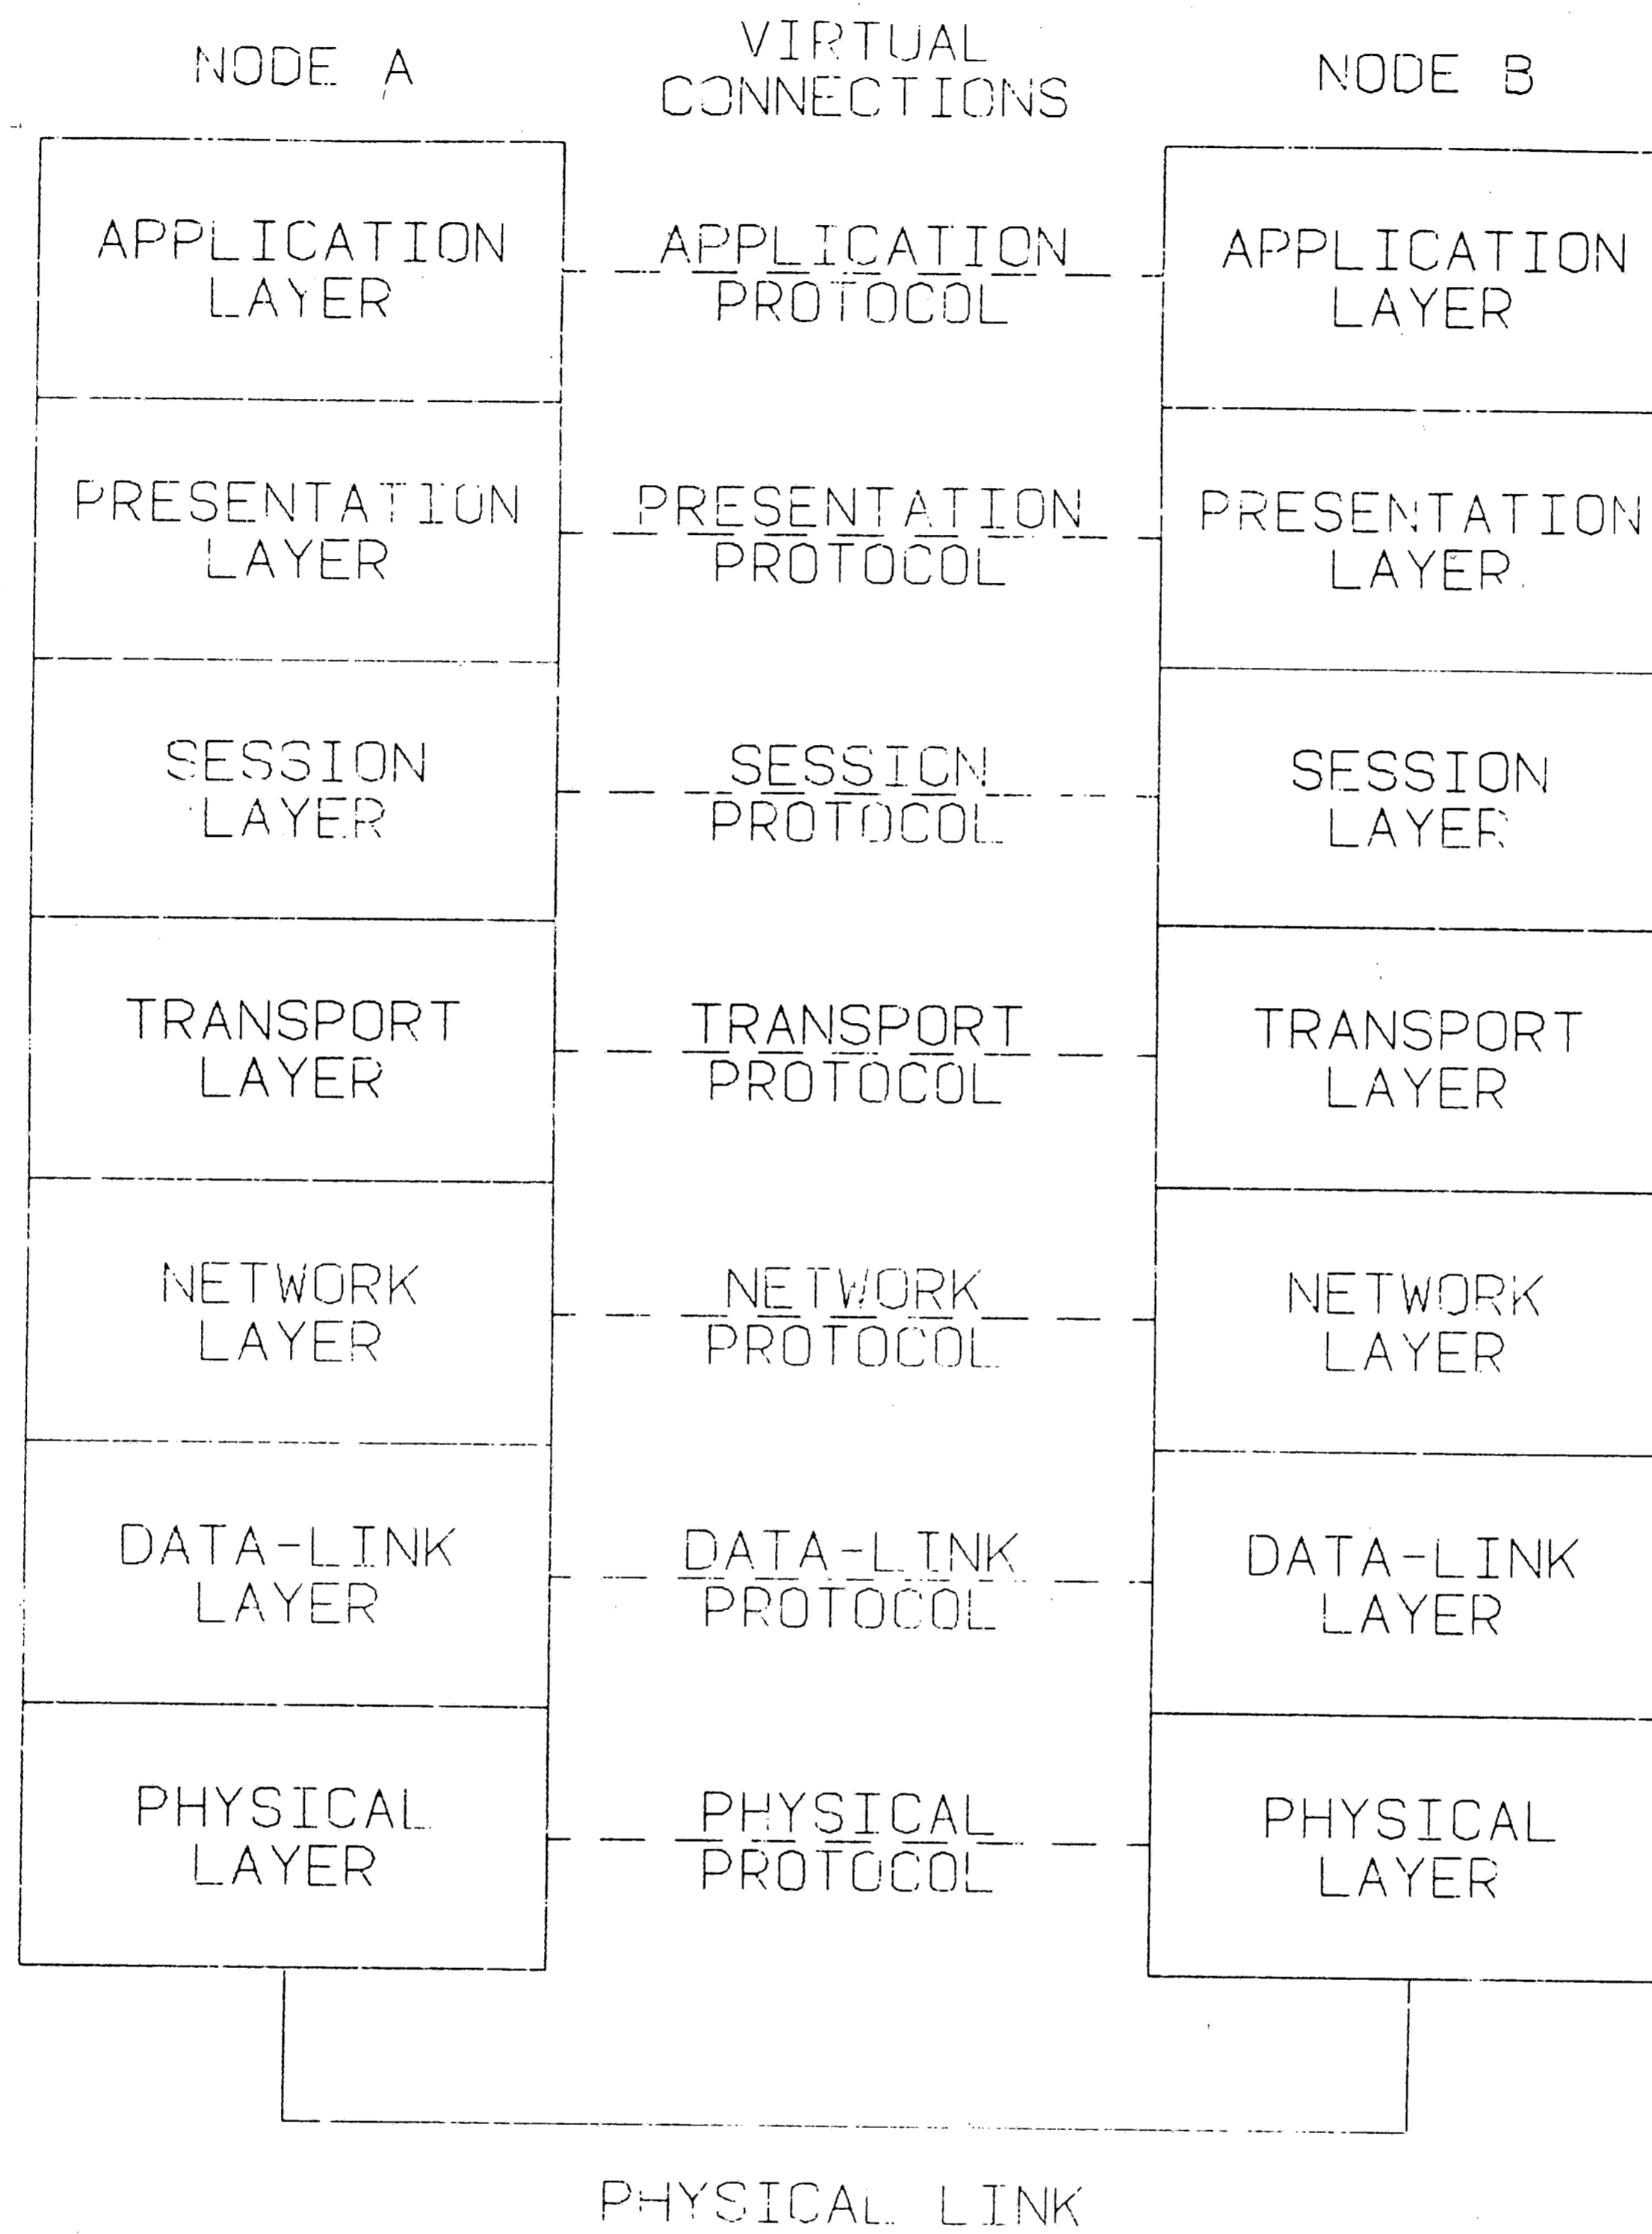 NODE A
VIRTUAL
CONNECTIONS
NODE B
APPLICATION
LAYER
APPLICATION
PROTOCOL
APPLICATION
LAYER
PRESENTATION
LAYER
PRESENTATION
PROTOCOL
PRESENTATION
LAYER
SESSION
LAYER
SESSION
PROTOCOL
SESSION
LAYER
TRANSPORT
LAYER
TRANSPORT
PROTOCOL
TRANSPORT
LAYER
NETWORK
LAYER
NETWORK
PROTOCOL
NETWORK
LAYER
DATA-LINK
LAYER
DATA-LINK
PROTOCOL
DATA-LINK
LAYER
PHYSICAL
LAYER
PHYSICAL
PROTOCOL
PHYSICAL
LAYER
PHYSICAL LINK